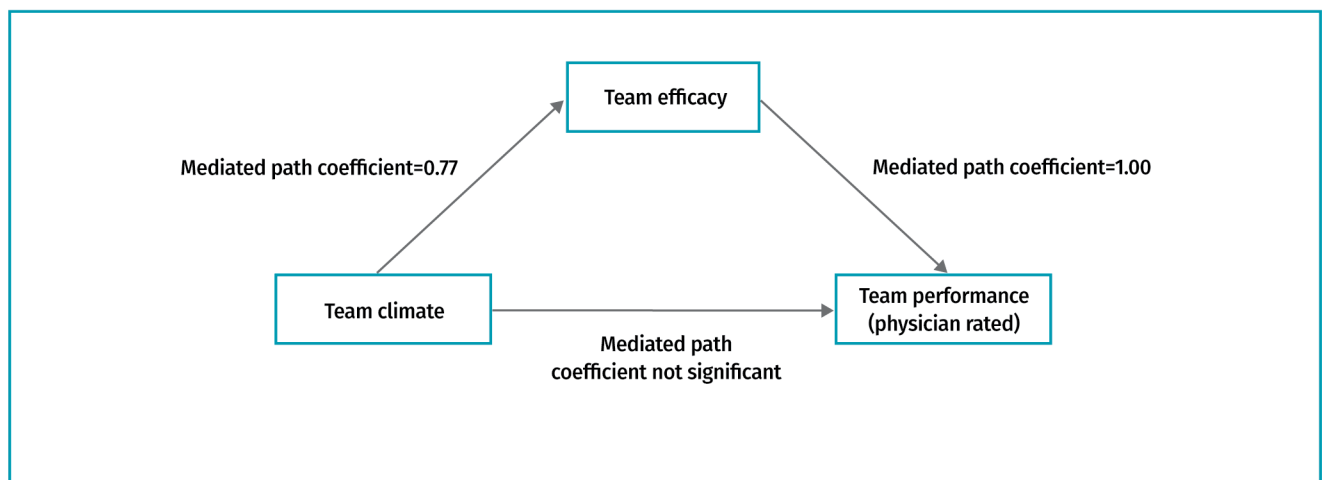 Team efficacy
Mediated path coefficient=0.77
Mediated path coefficient=1.00
Team climate
Team performance
(physician rated)
Mediated path
coefficient not significant